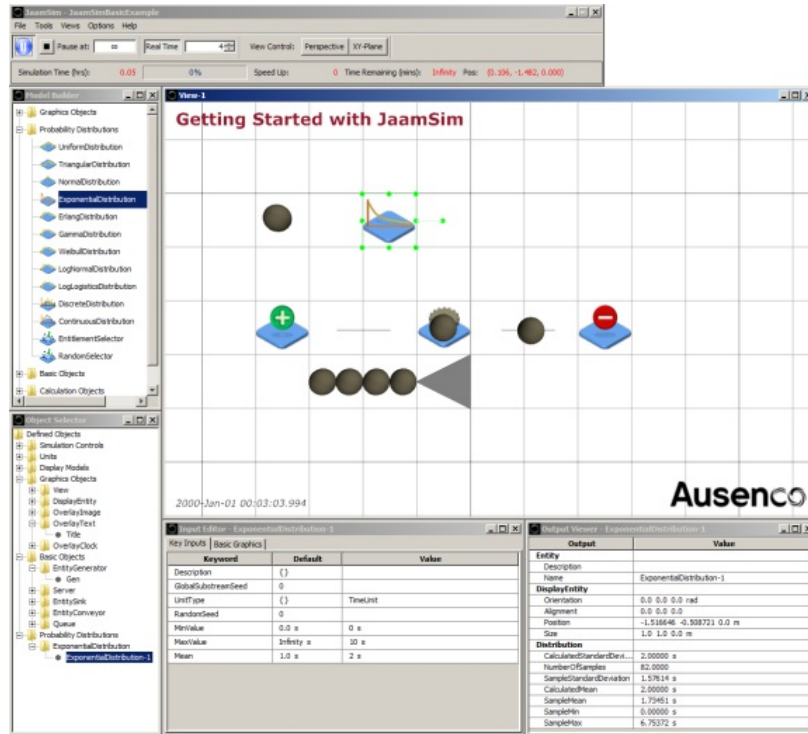 JaamSim - JaamSimBasicExample
File Tools Views Options Help
Pause at: ∞ Real Time 4 View Control: Perspective XY-Plane
Simulation Time (hrs): 0.05 0% Speed Up: 0 Time Remaining (mins): Infinity Pos: (0.106, -1.482, 0.000)
Model Builder
Graphics Objects
Probability Distributions
UniformDistribution
TriangularDistribution
NormalDistribution
ExponentialDistribution
ErlangDistribution
GammaDistribution
WeibullDistribution
LogNormalDistribution
LogLogisticsDistribution
DiscreteDistribution
ContinuousDistribution
EntitlementSelector
RandomSelector
Basic Objects
Calculation Objects
View-1
Getting Started with JaamSim
2000-Jan-01 00:03:03.994
Ausenco
Object Selector
Defined Objects
Simulation Controls
Units
Display Models
Graphics Objects
View
DisplayEntity
OverlayImage
OverlayText
Title
OverlayClock
Basic Objects
EntityGenerator
Gen
Server
EntitySink
EntityConveyor
Queue
Probability Distributions
ExponentialDistribution
ExponentialDistribution-1
Input Editor - ExponentialDistribution-1
Key Inputs Basic Graphics
Keyword Default Value
Description { }
GlobalSubstreamSeed 0
UnitType { } TimeUnit
RandomSeed 0
MinValue 0.0 s 0 s
MaxValue Infinity s 10 s
Mean 1.0 s 2 s
Output Viewer - ExponentialDistribution-1
Output Value
Entity
Description
Name ExponentialDistribution-1
DisplayEntity
Orientation 0.0 0.0 0.0 rad
Alignment 0.0 0.0 0.0
Position -1.516646 -0.508721 0.0 m
Size 1.0 1.0 0.0 m
Distribution
CalculatedStandardDevi... 2.00000 s
NumberOfSamples 82.0000
SampleStandardDeviation 1.57614 s
CalculatedMean 2.00000 s
SampleMean 1.73451 s
SampleMin 0.00000 s
SampleMax 6.75372 s